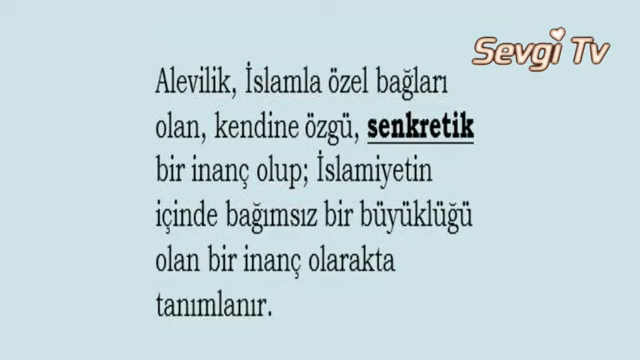 Sevgi Tv
Alevilik, İslamla özel bağları
olan, kendine özgü, senkretik
bir inanç olup; İslamiyetin
içinde bağımsız bir büyüklüğü
olan bir inanç olarakta
tanımlanır.